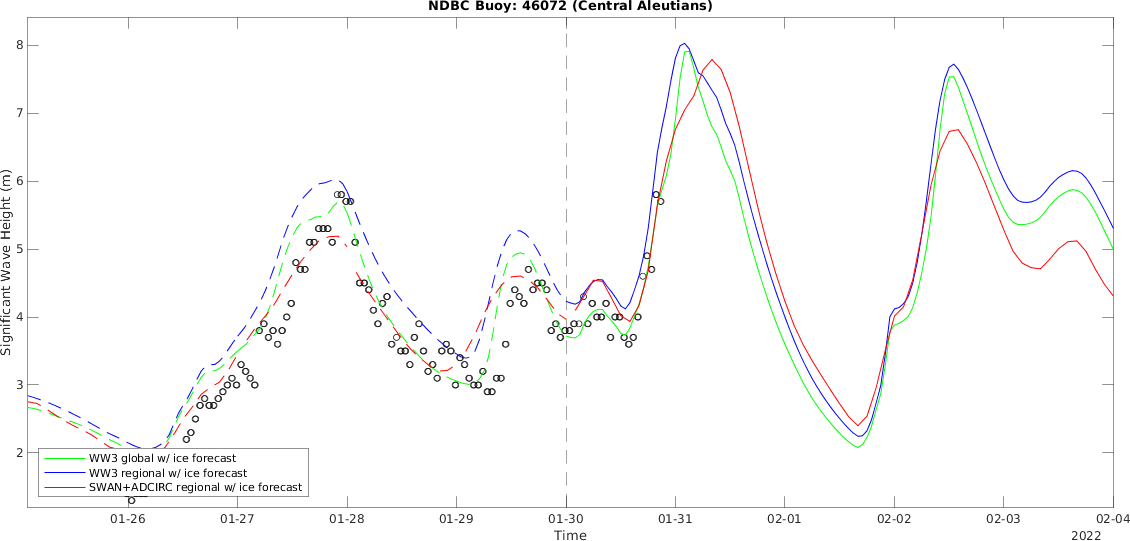 NDBC Buoy: 46072 (Central Aleutians)
Significant Wave Height (m)
8
7
6
5
4
3
2
WW3 global w/ ice forecast
WW3 regional w/ ice forecast
SWAN+ADCIRC regional w/ ice forecast
01-26 01-27 01-28 01-29 01-30 01-31 02-01 02-02 02-03 02-04
Time
2022